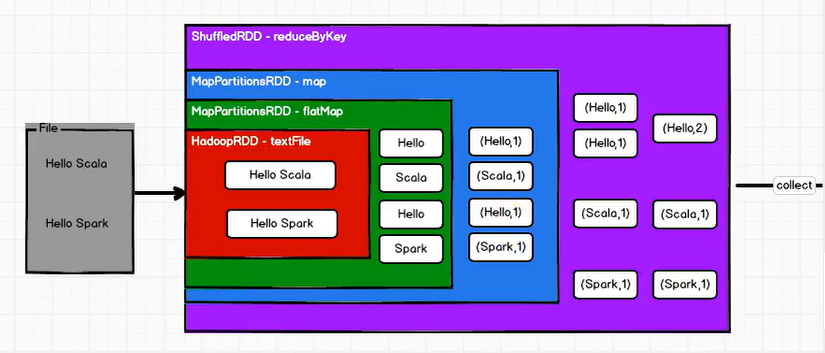 ShuffledRDD - reduceByKey
MapPartitionsRDD - map
MapPartitionsRDD - flatMap
HadoopRDD - textFile
File
Hello Scala
Hello Spark
Hello Scala
Hello Spark
Hello
Scala
Hello
Spark
(Hello,1)
(Scala,1)
(Hello,1)
(Spark,1)
(Hello,1)
(Hello,1)
(Scala,1)
(Spark,1)
(Hello,2)
(Scala,1)
(Spark,1)
collect